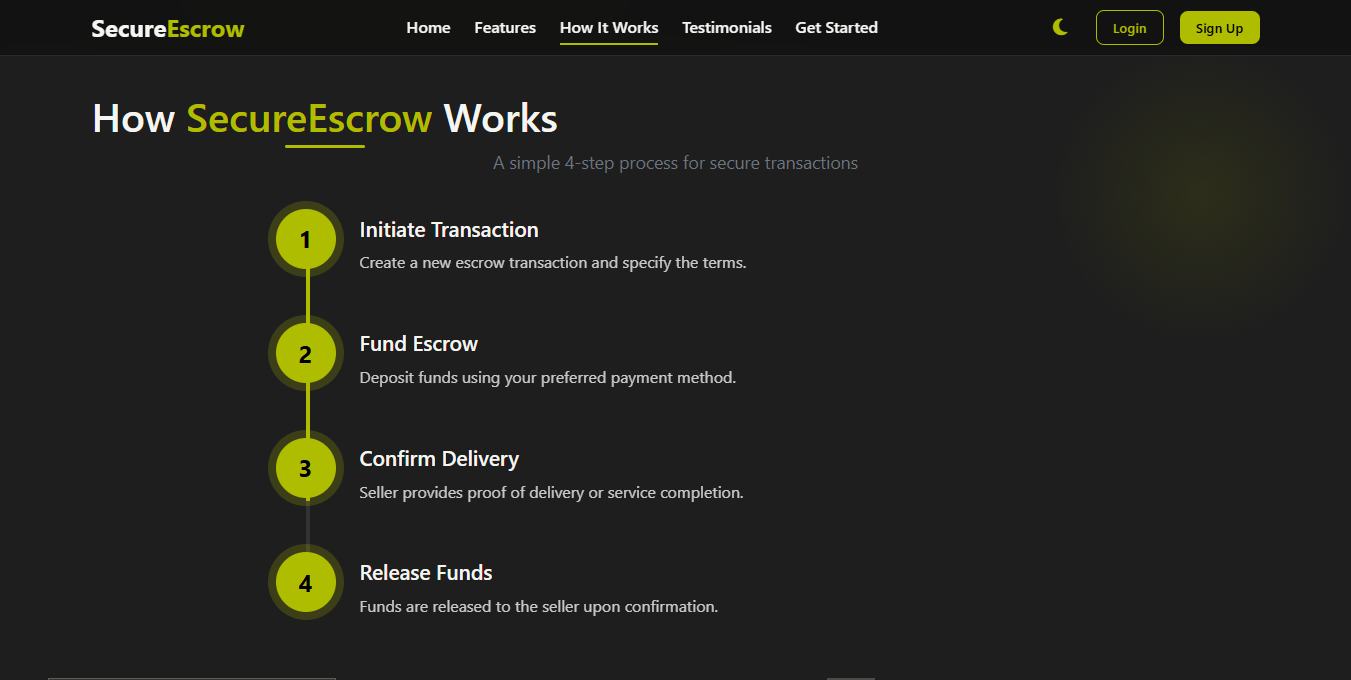 SecureEscrow Home Features How It Works Testimonials Get Started Login Sign Up
How SecureEscrow Works
A simple 4-step process for secure transactions
1 Initiate Transaction
Create a new escrow transaction and specify the terms.
2 Fund Escrow
Deposit funds using your preferred payment method.
3 Confirm Delivery
Seller provides proof of delivery or service completion.
4 Release Funds
Funds are released to the seller upon confirmation.